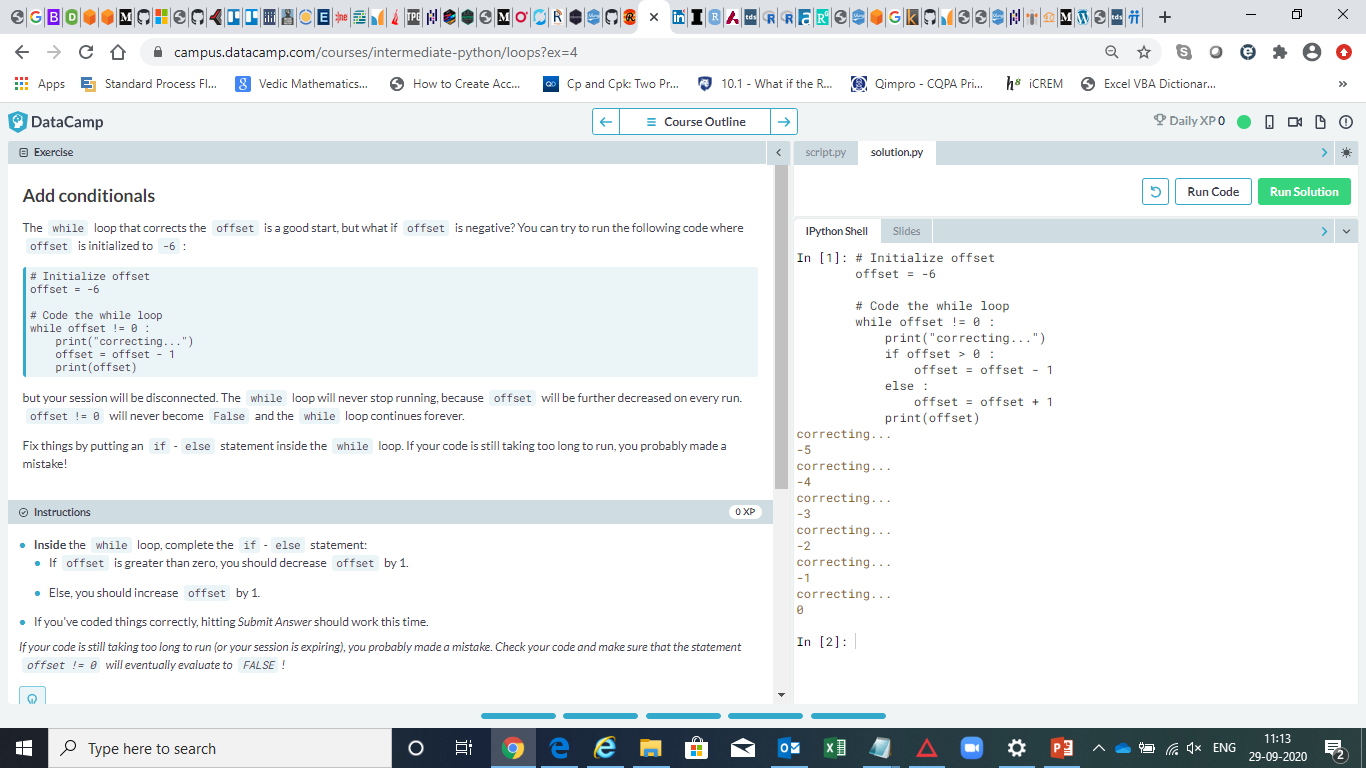 campus.datacamp.com/courses/intermediate-python/loops?ex=4
Apps Standard Process Fl... Vedic Mathematics... How to Create Acc... Cp and Cpk: Two Pr... 10.1 - What if the R... Qimpro - CQPA Pri... iCREM Excel VBA Dictionar... »
DataCamp
Course Outline
Daily XP 0
Exercise
Add conditionals
The while loop that corrects the offset is a good start, but what if offset is negative? You can try to run the following code where
offset is initialized to -6 :
# Initialize offset
offset = -6
# Code the while loop
while offset != 0 :
    print("correcting...")
    offset = offset - 1
    print(offset)
but your session will be disconnected. The while loop will never stop running, because offset will be further decreased on every run.
offset != 0 will never become False and the while loop continues forever.
Fix things by putting an if - else statement inside the while loop. If your code is still taking too long to run, you probably made a
mistake!
Instructions
0 XP
Inside the while loop, complete the if - else statement:
If offset is greater than zero, you should decrease offset by 1.
Else, you should increase offset by 1.
If you've coded things correctly, hitting Submit Answer should work this time.
If your code is still taking too long to run (or your session is expiring), you probably made a mistake. Check your code and make sure that the statement
offset != 0 will eventually evaluate to FALSE !
script.py solution.py
Run Code Run Solution
IPython Shell Slides
In [1]: # Initialize offset
        offset = -6
        # Code the while loop
        while offset != 0 :
            print("correcting...")
            if offset > 0 :
                offset = offset - 1
            else :
                offset = offset + 1
            print(offset)
correcting...
-5
correcting...
-4
correcting...
-3
correcting...
-2
correcting...
-1
correcting...
0
In [2]:
Type here to search
ENG
11:13
29-09-2020
2